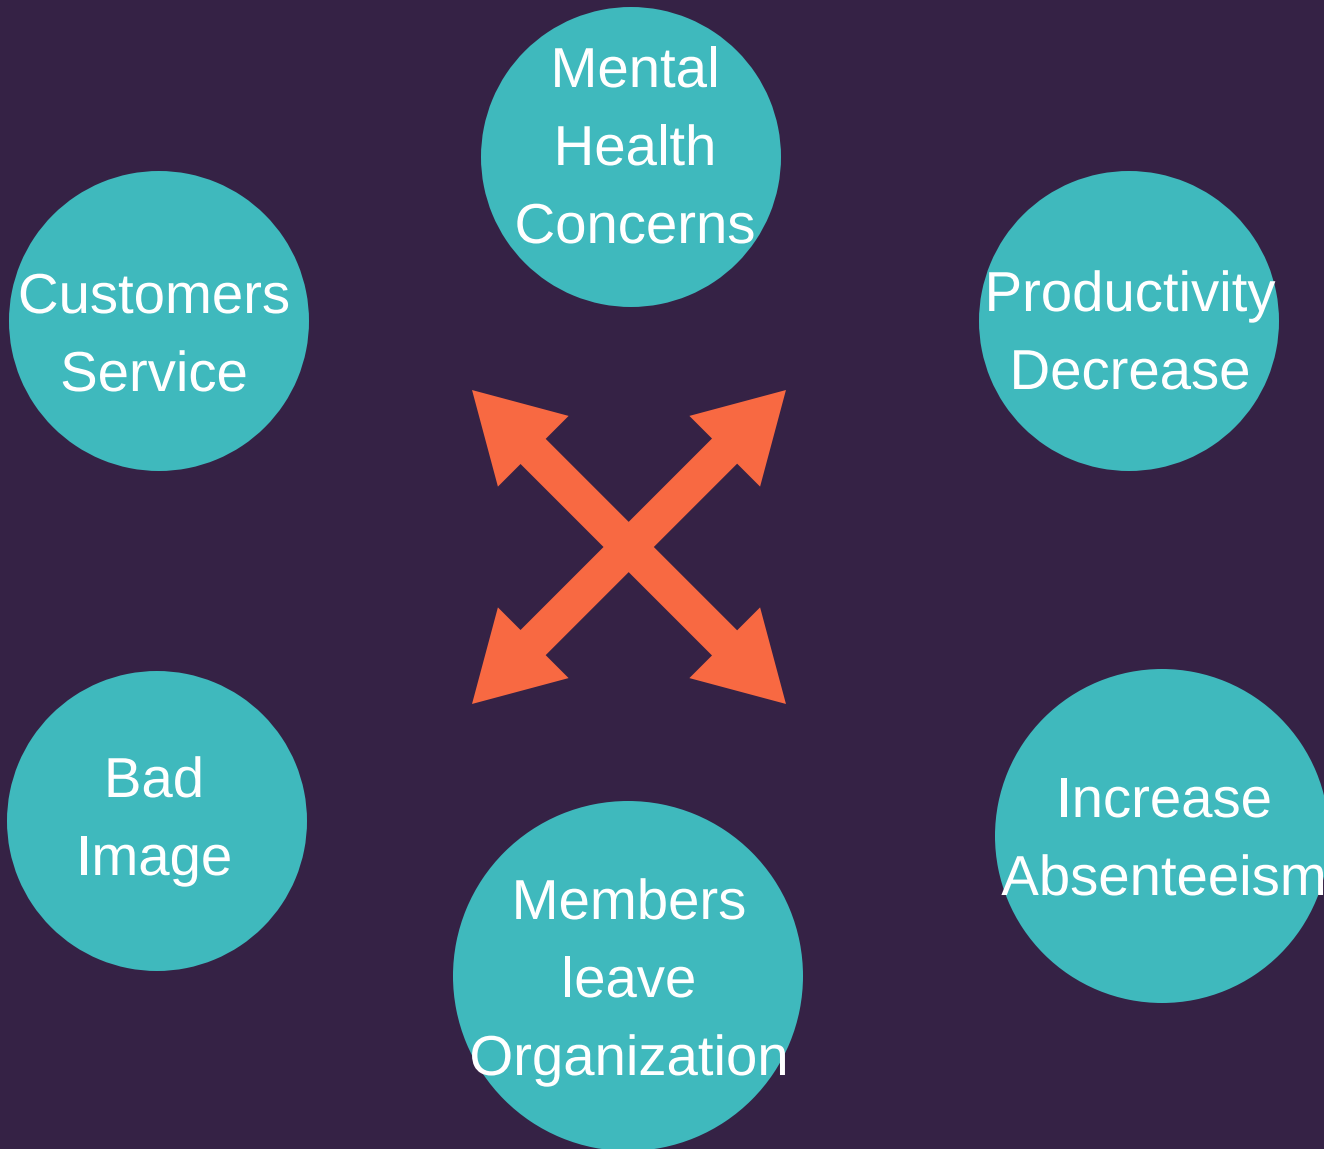 Mental
Health
Concerns
Customers
Service
Productivity
Decrease
Bad
Image
Increase
Absenteeism
Members
leave
Organization